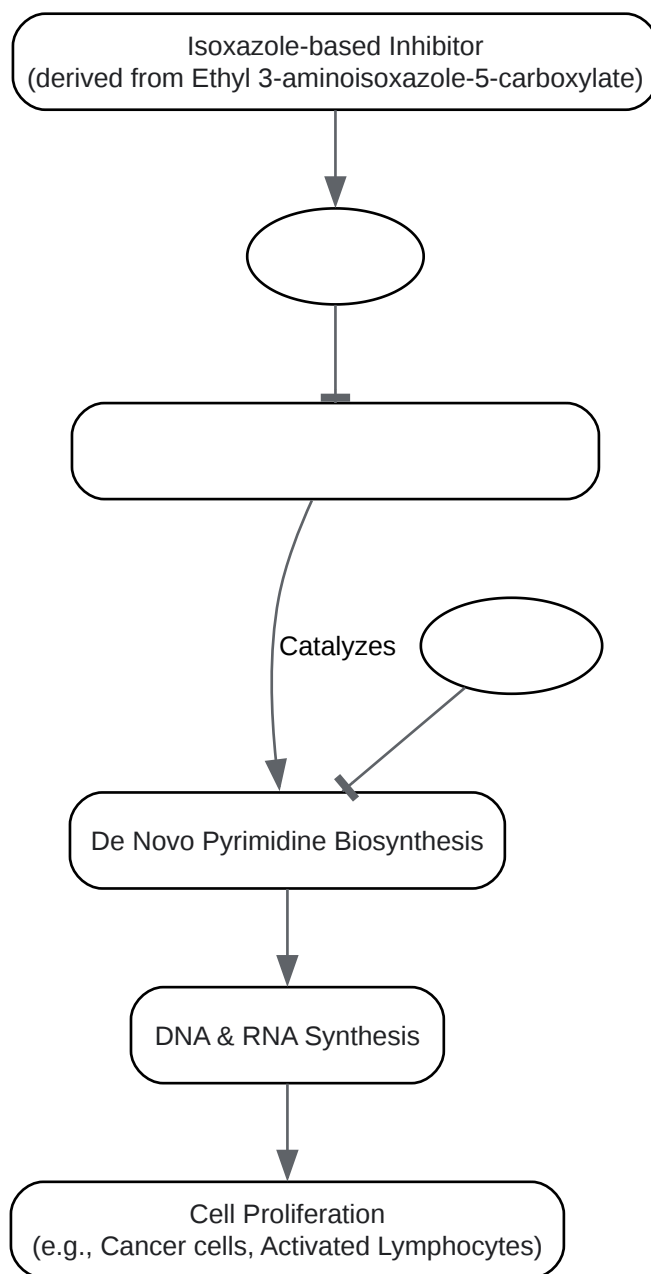 Isoxazole-based Inhibitor
(derived from Ethyl 3-aminoisoxazole-5-carboxylate)
Catalyzes
De Novo Pyrimidine Biosynthesis
DNA & RNA Synthesis
Cell Proliferation
(e.g., Cancer cells, Activated Lymphocytes)